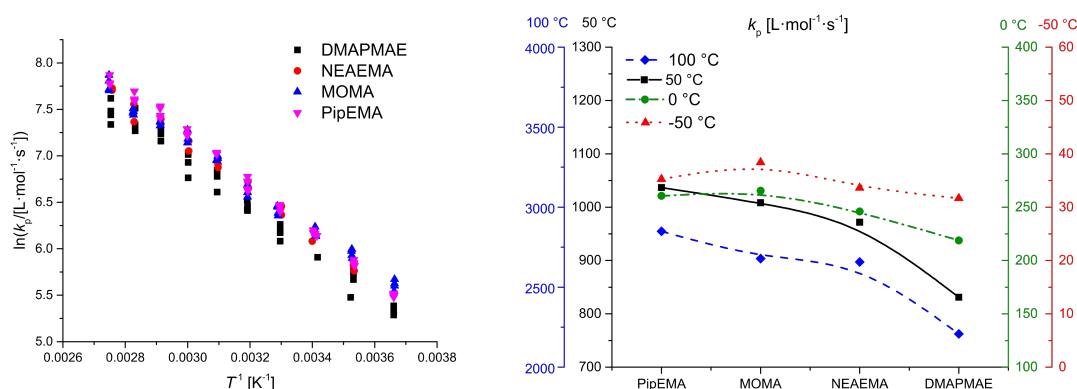 ln(kₚ/[L·mol⁻¹·s⁻¹])
8.0
7.5
7.0
6.5
6.0
5.5
5.0
DMAPMAE
NEAEMA
MOMA
PipEMA
0.0026 0.0028 0.0030 0.0032 0.0034 0.0036 0.0038
T¹ [K⁻¹]
100 °C 50 °C kₚ [L·mol⁻¹·s⁻¹] 0 °C -50 °C
4000
3500
3000
2500
2000
1300
1200
1100
1000
900
800
700
100 °C
50 °C
0 °C
-50 °C
400
350
300
250
200
150
100
60
50
40
30
20
10
0
PipEMA MOMA NEAEMA DMAPMAE